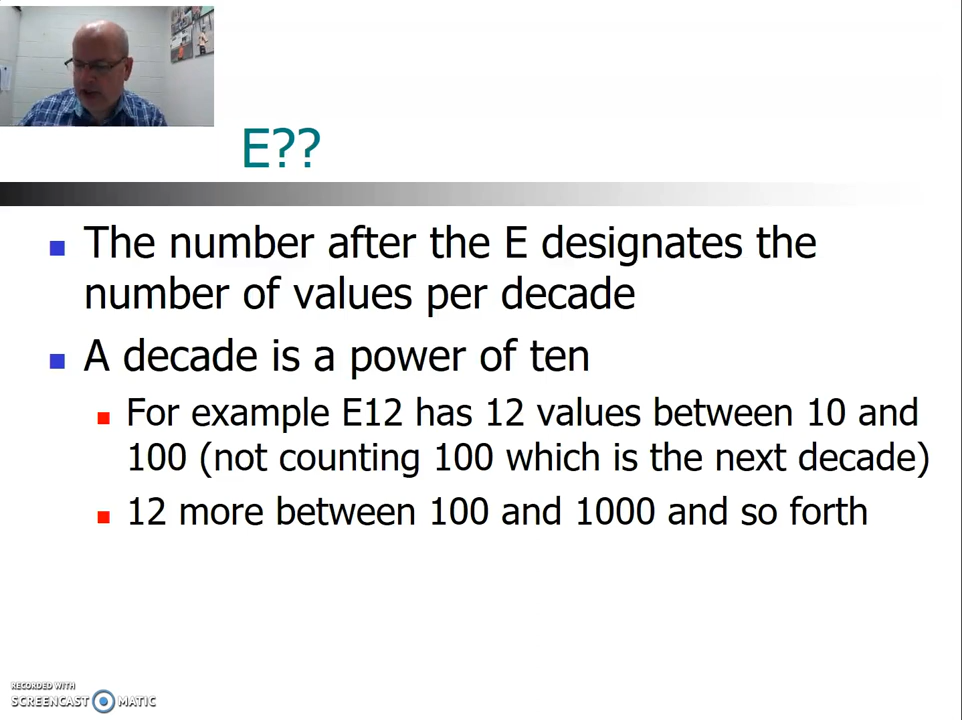 E??
The number after the E designates the
number of values per decade
A decade is a power of ten
For example E12 has 12 values between 10 and
100 (not counting 100 which is the next decade)
12 more between 100 and 1000 and so forth
RECORDED WITH
SCREENCAST MATIC